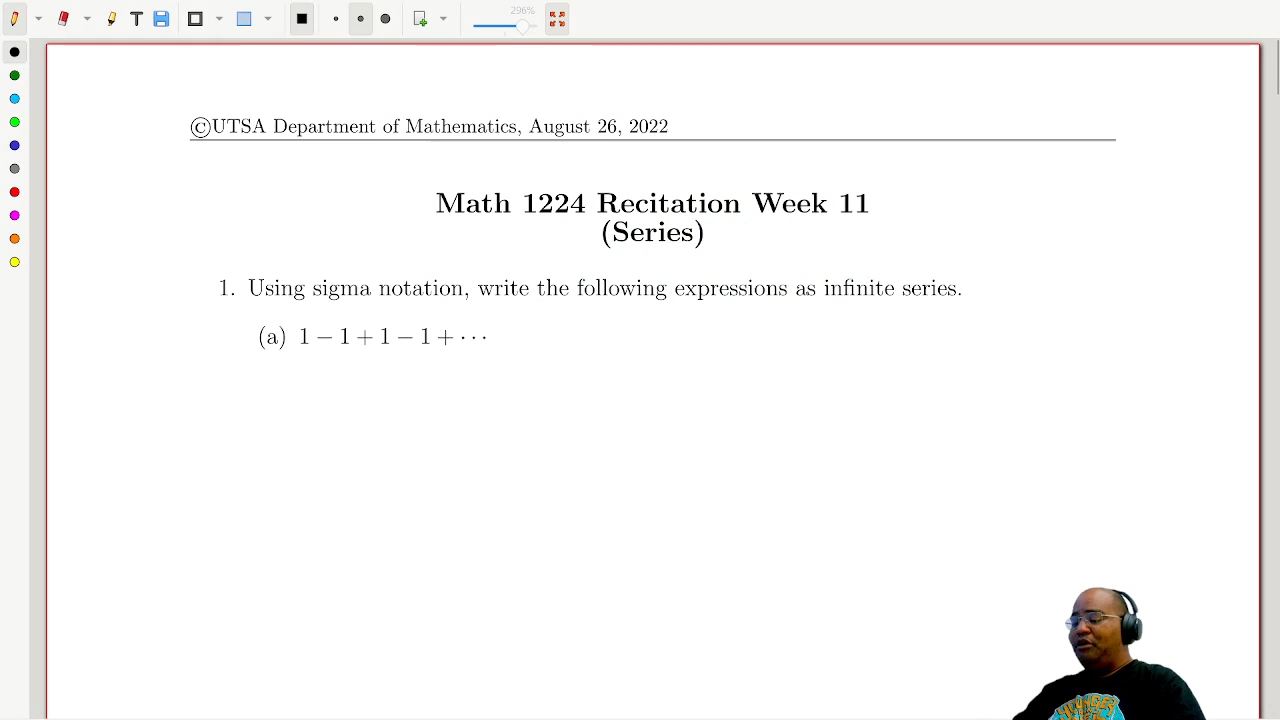 296%
©UTSA Department of Mathematics, August 26, 2022
Math 1224 Recitation Week 11
(Series)
1. Using sigma notation, write the following expressions as infinite series.
(a) 1 − 1 + 1 − 1 + ⋯